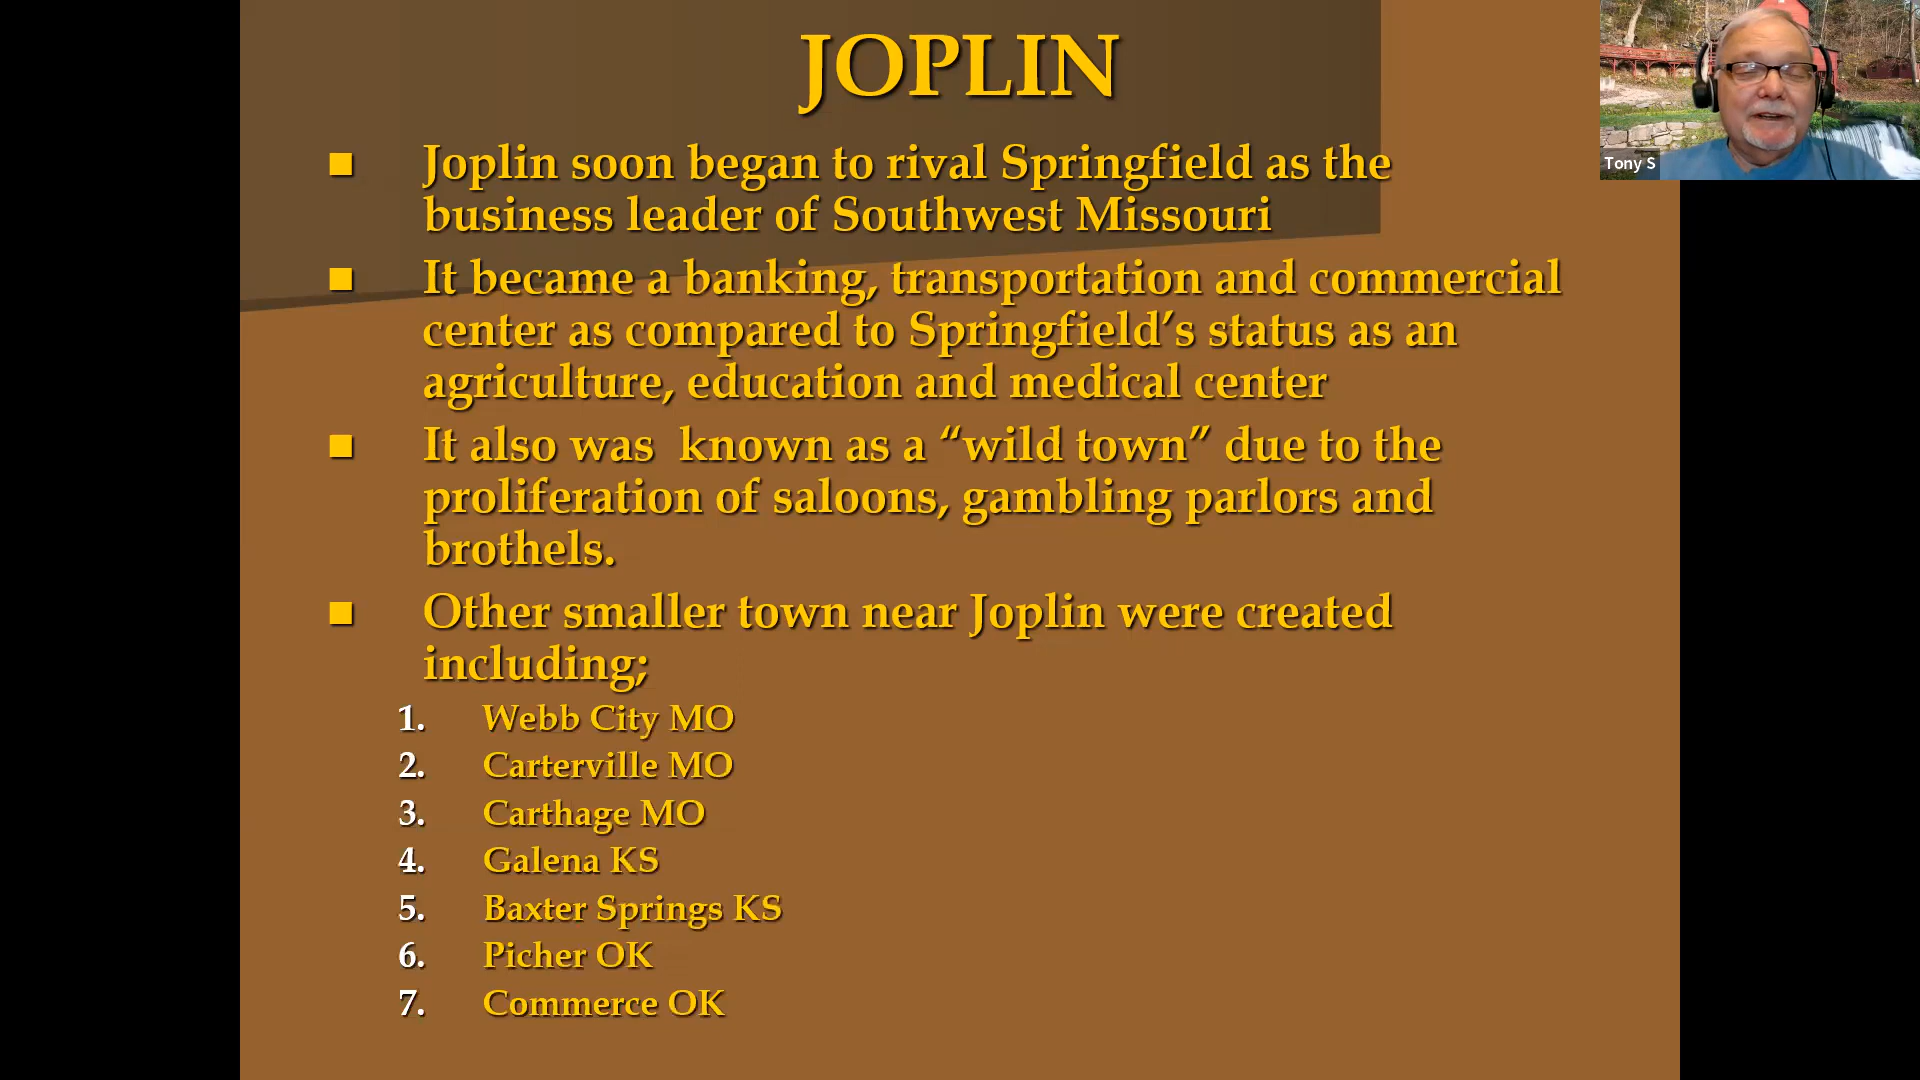 JOPLIN
■ Joplin soon began to rival Springfield as the
business leader of Southwest Missouri
■ It became a banking, transportation and commercial
center as compared to Springfield’s status as an
agriculture, education and medical center
■ It also was  known as a “wild town” due to the
proliferation of saloons, gambling parlors and
brothels.
■ Other smaller town near Joplin were created
including;
1. Webb City MO
2. Carterville MO
3. Carthage MO
4. Galena KS
5. Baxter Springs KS
6. Picher OK
7. Commerce OK
Tony S